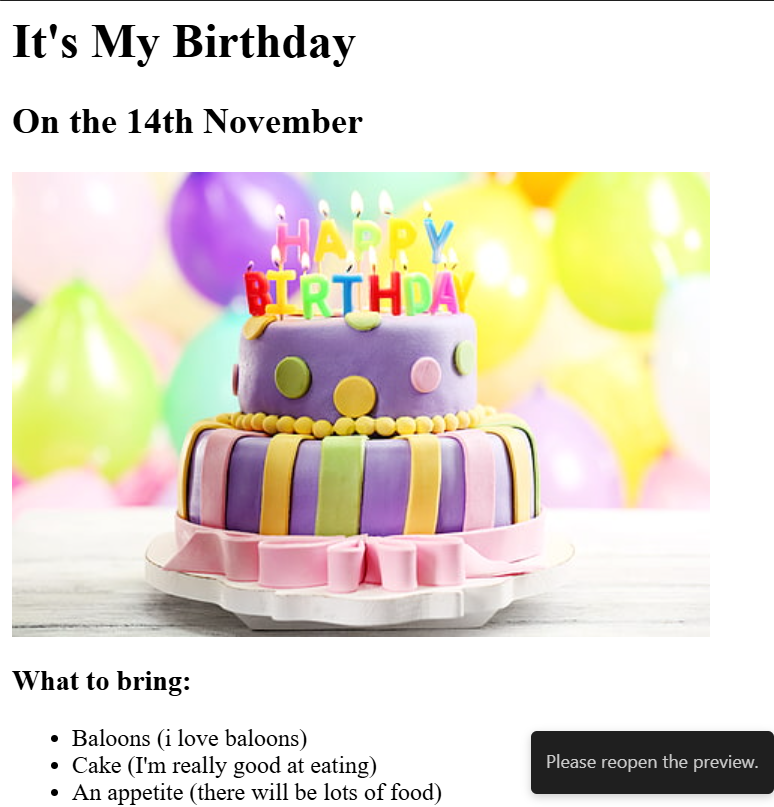 It's My Birthday
On the 14th November
HAPPY
BIRTHDAY
What to bring:
Baloons (i love baloons)
Cake (I'm really good at eating)
An appetite (there will be lots of food)
Please reopen the preview.